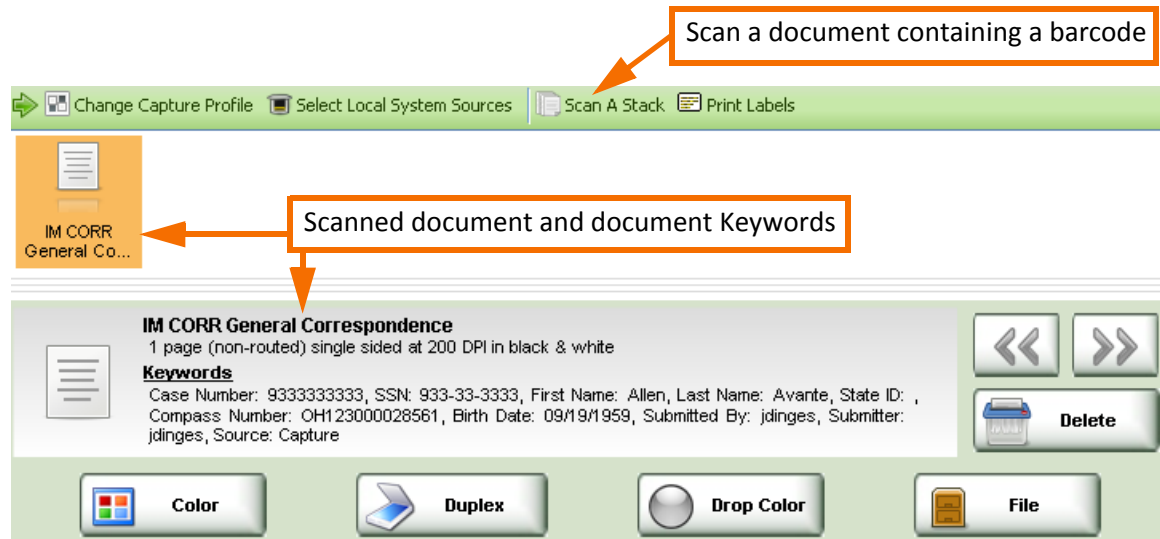 Scan a document containing a barcode
Change Capture Profile Select Local System Sources Scan A Stack Print Labels
IM CORR
General Co...
Scanned document and document Keywords
IM CORR General Correspondence
1 page (non-routed) single sided at 200 DPI in black & white
Keywords
Case Number: 9333333333, SSN: 933-33-3333, First Name: Allen, Last Name: Avante, State ID: ,
Compass Number: OH123000028561, Birth Date: 09/19/1959, Submitted By: jdinges, Submitter:
jdinges, Source: Capture
Delete
Color Duplex Drop Color File